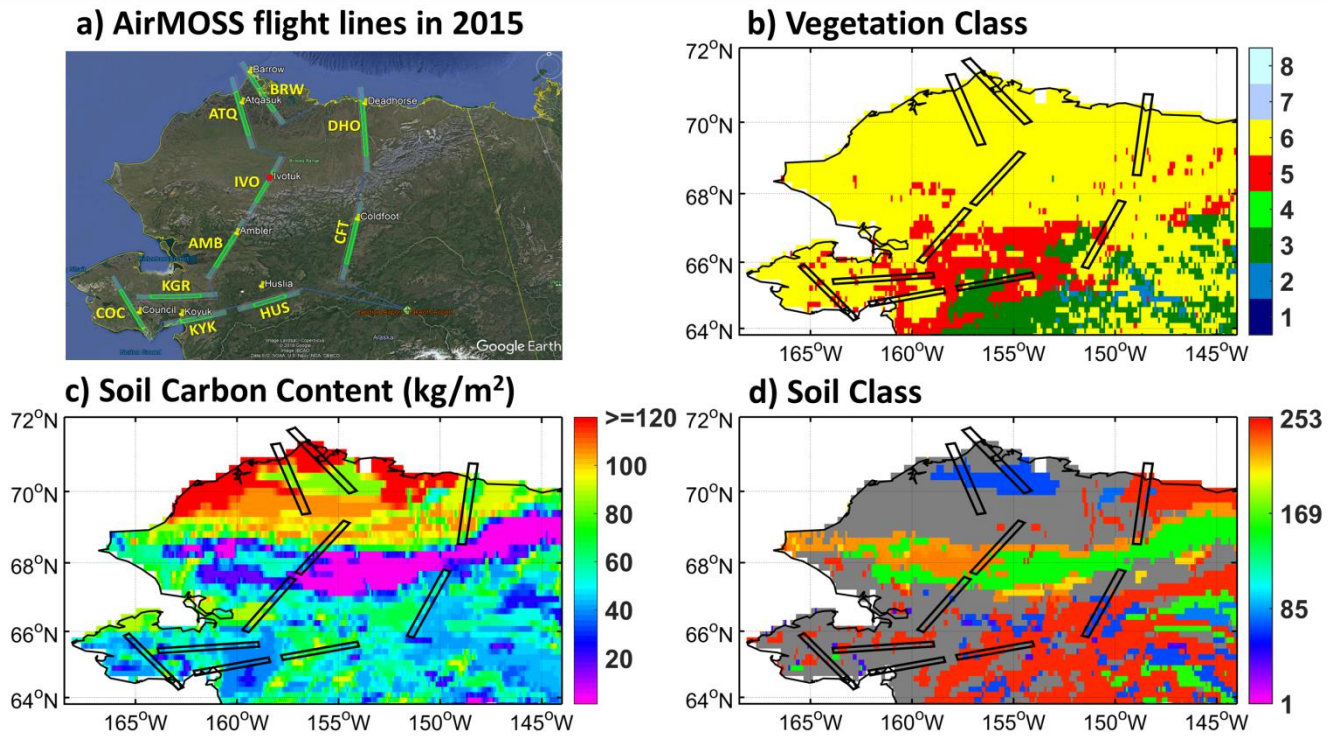 a) AirMOSS flight lines in 2015
Barrow
BRW
ATQ
Atqasuk
Deadhorse
DHO
IVO
Ivotuk
Coldfoot
CFT
Ambler
AMB
KGR
Huslia
COC
Council
Koyuk
KYK
HUS
Alaska
Google Earth
b) Vegetation Class
72°N
70°N
68°N
66°N
64°N
165°W 160°W 155°W 150°W 145°W
8
7
6
5
4
3
2
1
c) Soil Carbon Content (kg/m²)
72°N
70°N
68°N
66°N
64°N
165°W 160°W 155°W 150°W 145°W
>=120
100
80
60
40
20
d) Soil Class
72°N
70°N
68°N
66°N
64°N
165°W 160°W 155°W 150°W 145°W
253
169
85
1